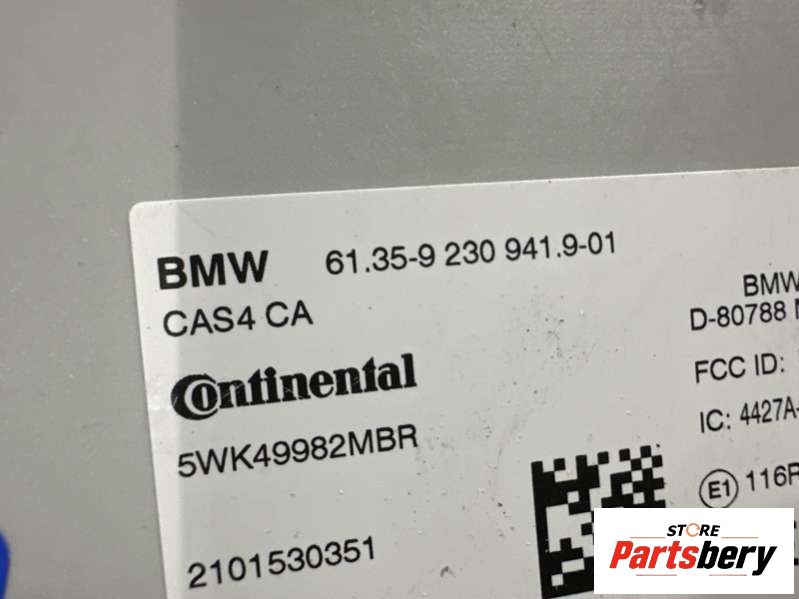 BMW 61.35-9 230 941.9-01
CAS4 CA
Continental
5WK49982MBR
2101530351
BMW
D-80788
FCC ID:
IC: 4427A-
E1 116R
STORE
Partsbery